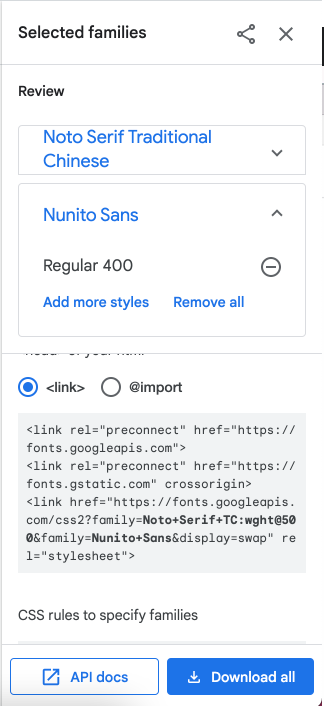 Selected families
Review
Noto Serif Traditional
Chinese
Nunito Sans
Regular 400
Add more styles Remove all
<link> @import
<link rel="preconnect" href="https://
fonts.googleapis.com">
<link rel="preconnect" href="https://
fonts.gstatic.com" crossorigin>
<link href="https://fonts.googleapis.
com/css2?family=Noto+Serif+TC:wght@50
0&family=Nunito+Sans&display=swap" re
l="stylesheet">
CSS rules to specify families
API docs Download all